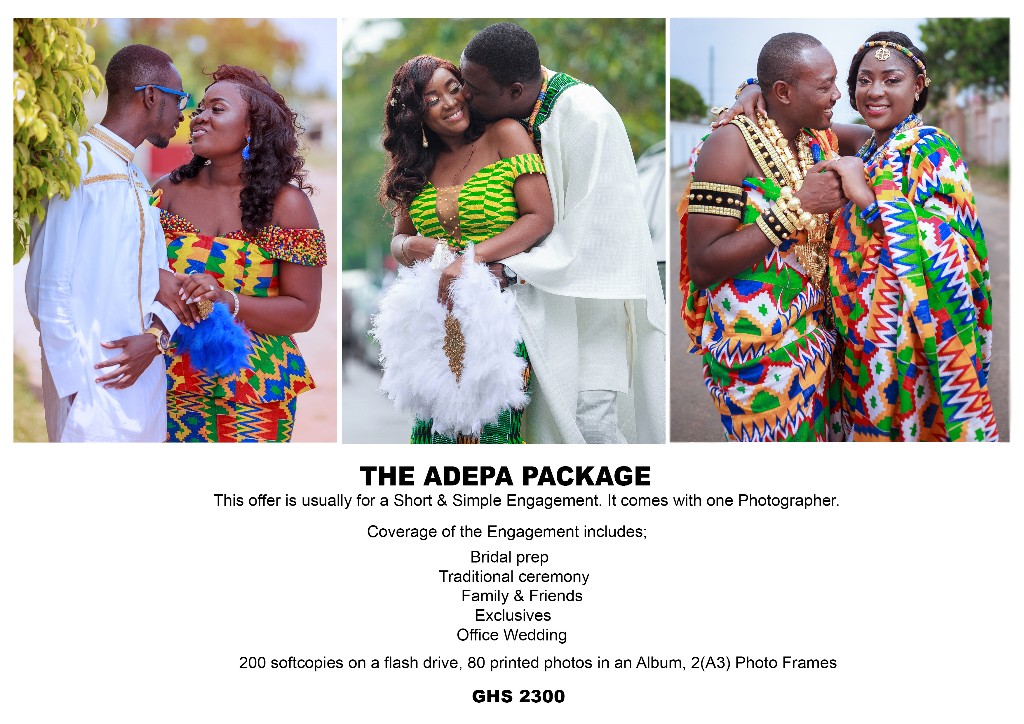 THE ADEPA PACKAGE
This offer is usually for a Short & Simple Engagement. It comes with one Photographer.
Coverage of the Engagement includes;
Bridal prep
Traditional ceremony
Family & Friends
Exclusives
Office Wedding
200 softcopies on a flash drive, 80 printed photos in an Album, 2(A3) Photo Frames
GHS 2300